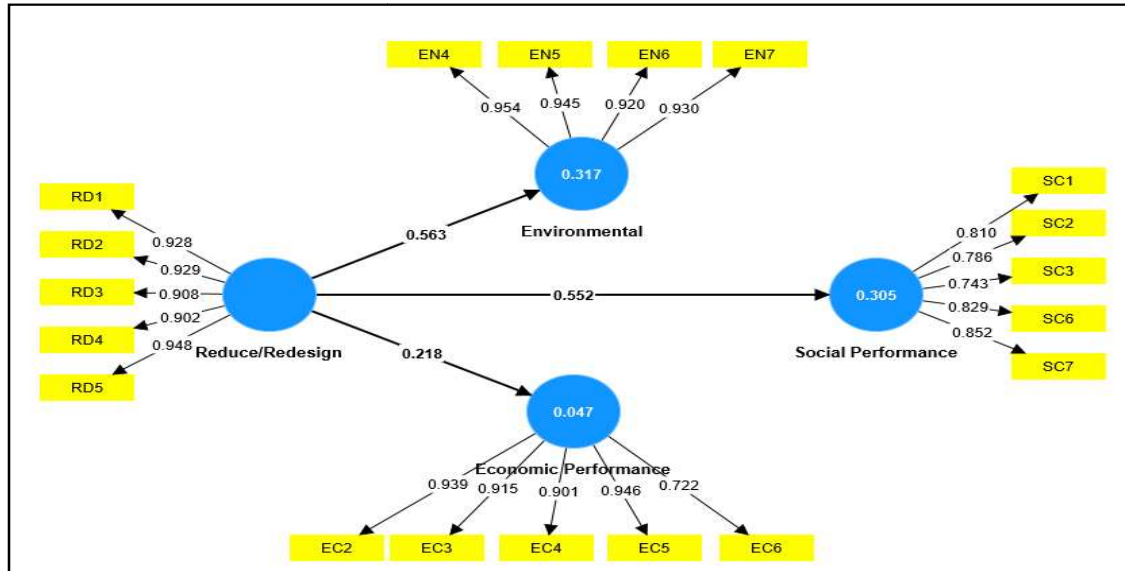 EN4 EN5 EN6 EN7
0.954 0.945 0.920 0.930
0.317
Environmental
RD1
RD2
RD3
RD4
RD5
0.928
0.929
0.908
0.902
0.948
Reduce/Redesign
0.563
0.552
0.218
SC1
SC2
SC3
SC6
SC7
0.810
0.786
0.743
0.829
0.852
0.305
Social Performance
0.047
Economic Performance
0.939 0.915 0.901 0.946 0.722
EC2 EC3 EC4 EC5 EC6